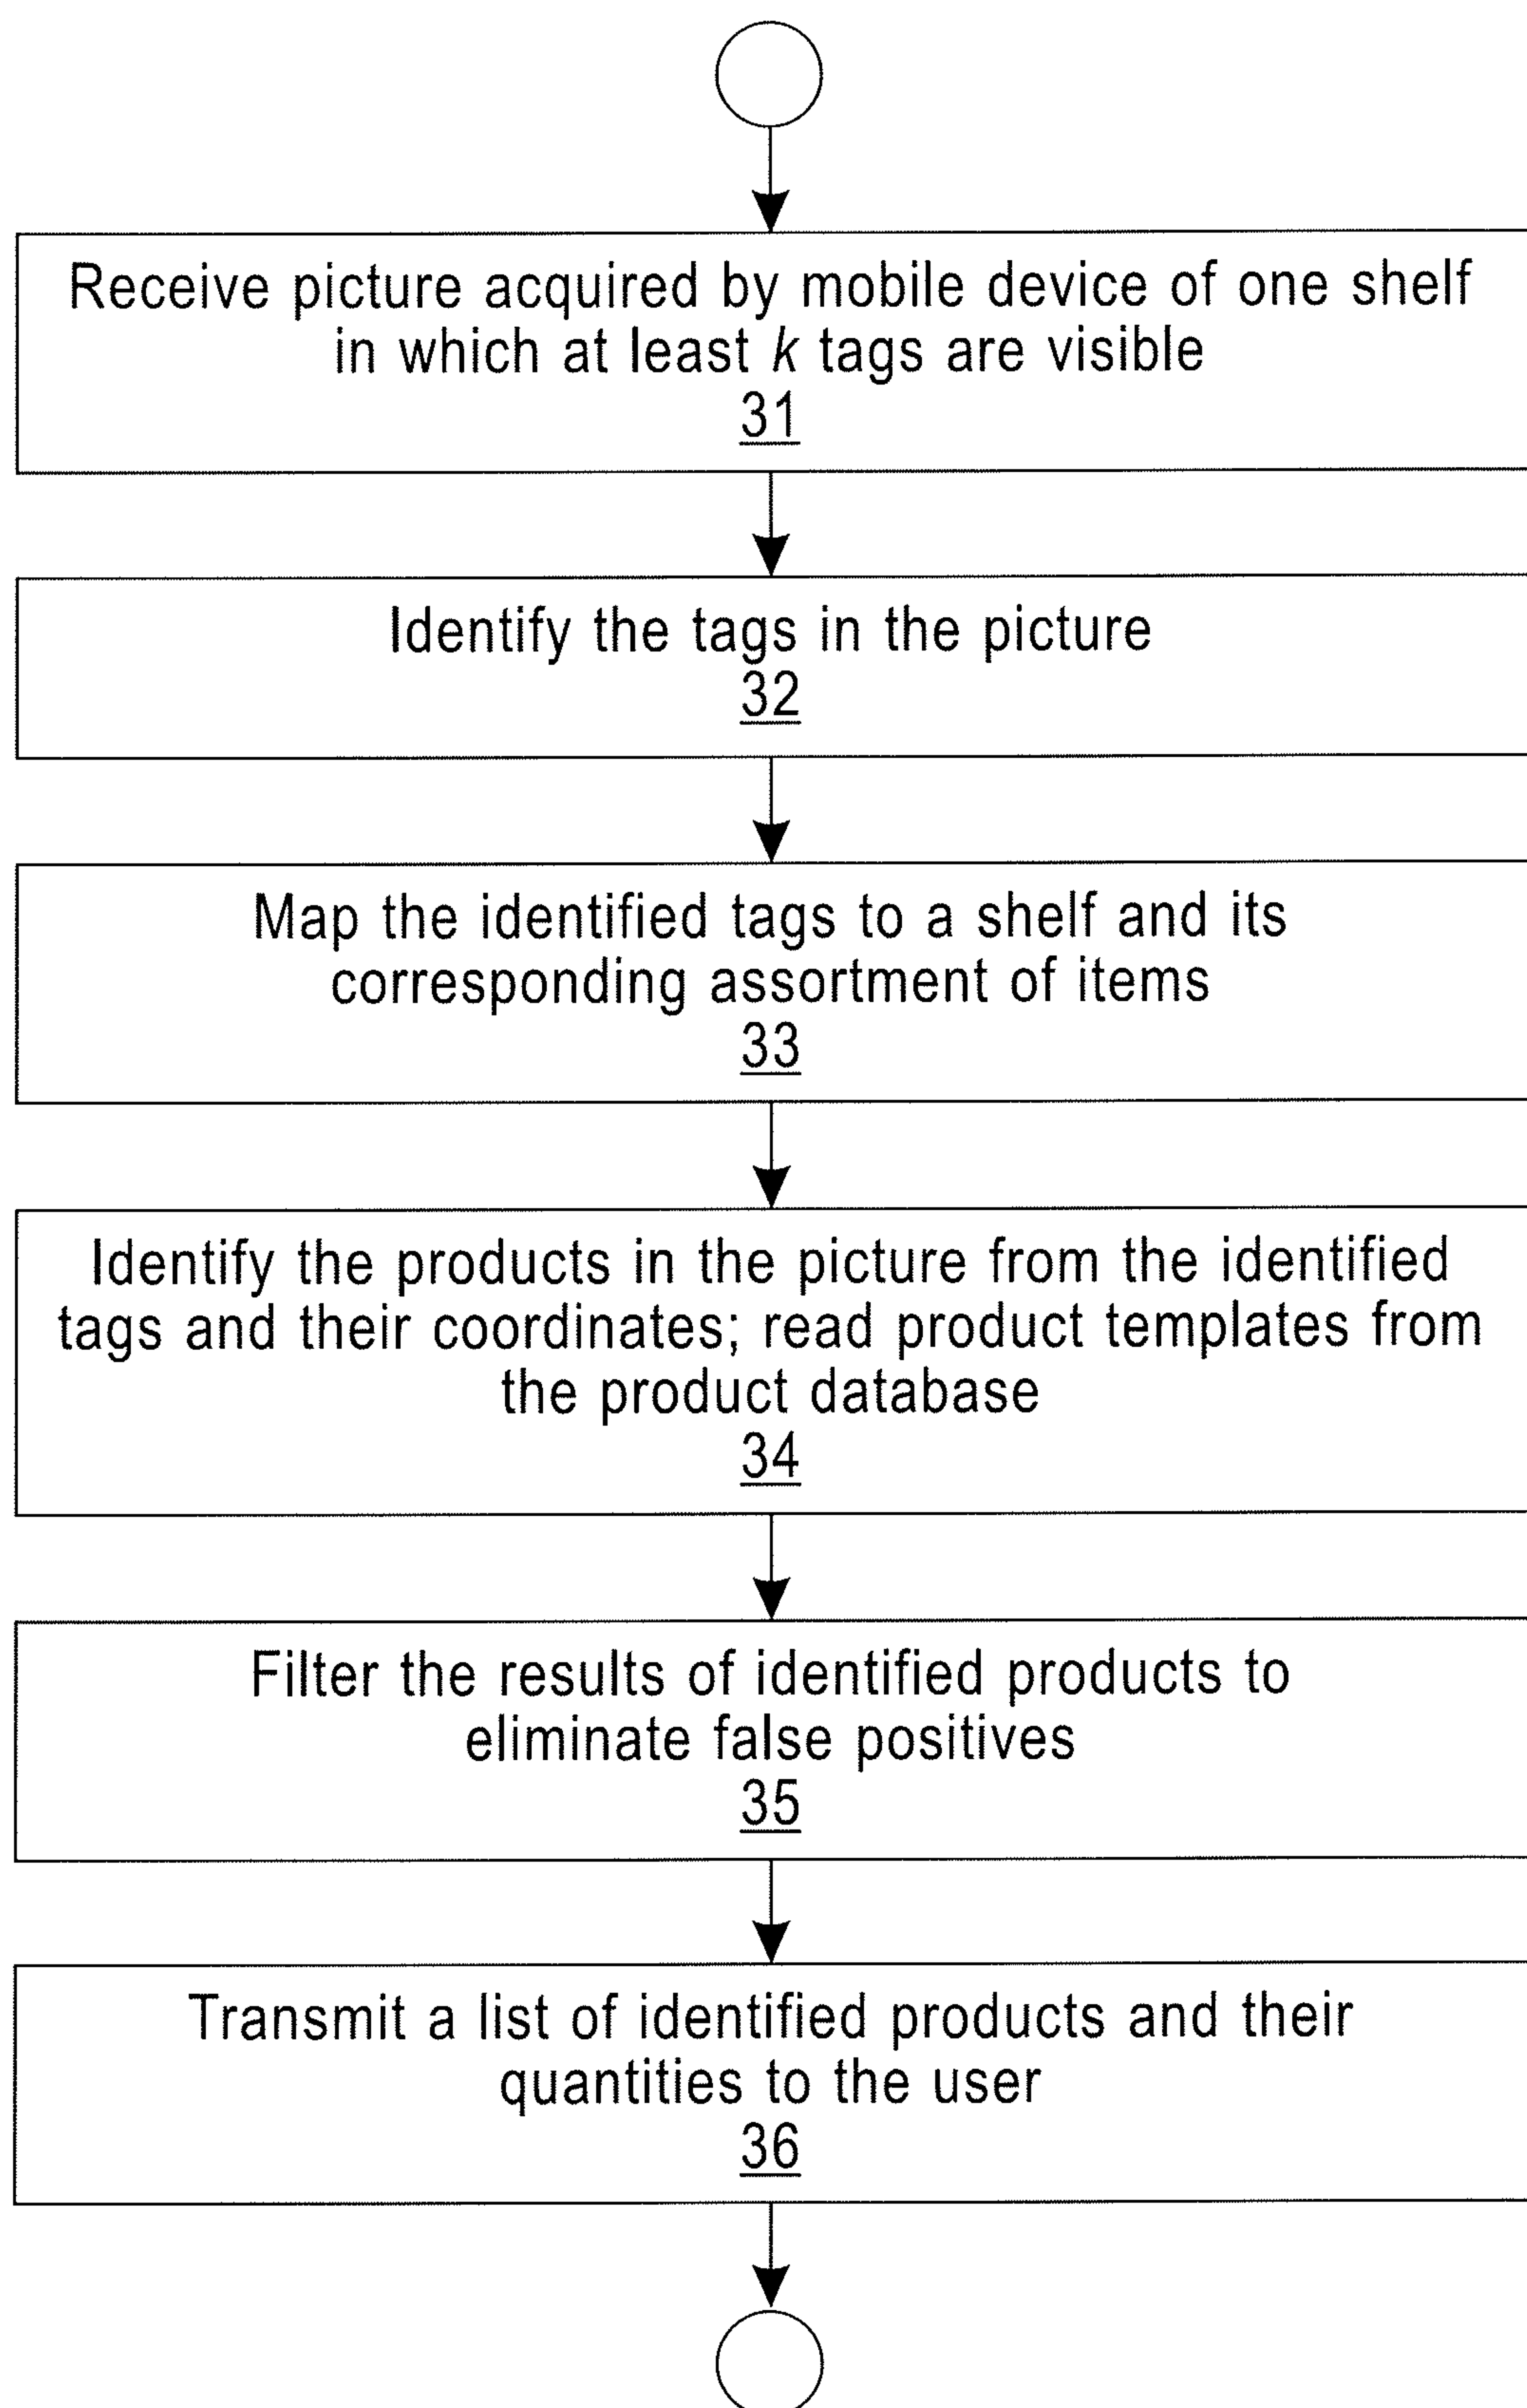 Receive picture acquired by mobile device of one shelf
in which at least k tags are visible
31
Identify the tags in the picture
32
Map the identified tags to a shelf and its
corresponding assortment of items
33
Identify the products in the picture from the identified
tags and their coordinates; read product templates from
the product database
34
Filter the results of identified products to
eliminate false positives
35
Transmit a list of identified products and their
quantities to the user
36